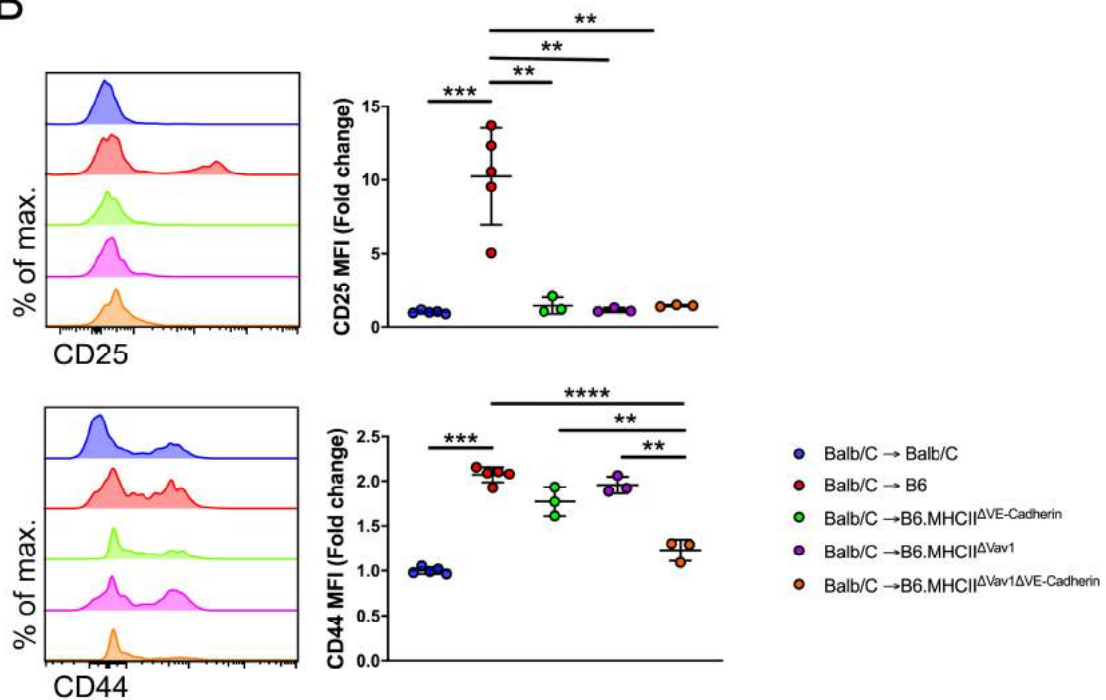 B
% of max.
CD25
CD25 MFI (Fold change)
15
10
5
0
***
**
**
**
% of max.
CD44
CD44 MFI (Fold change)
2.5
2.0
1.5
1.0
0.5
0.0
***
****
**
**
Balb/C → Balb/C
Balb/C → B6
Balb/C →B6.MHCII^ΔVE-Cadherin
Balb/C →B6.MHCII^ΔVav1
Balb/C →B6.MHCII^ΔVav1ΔVE-Cadherin